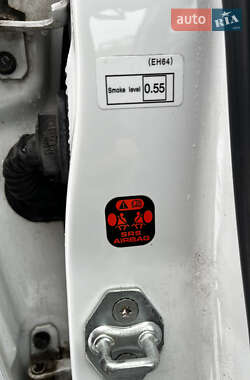 AUTO RIA
(EH64)
Smoke level 0.55
SRS
AIRBAG